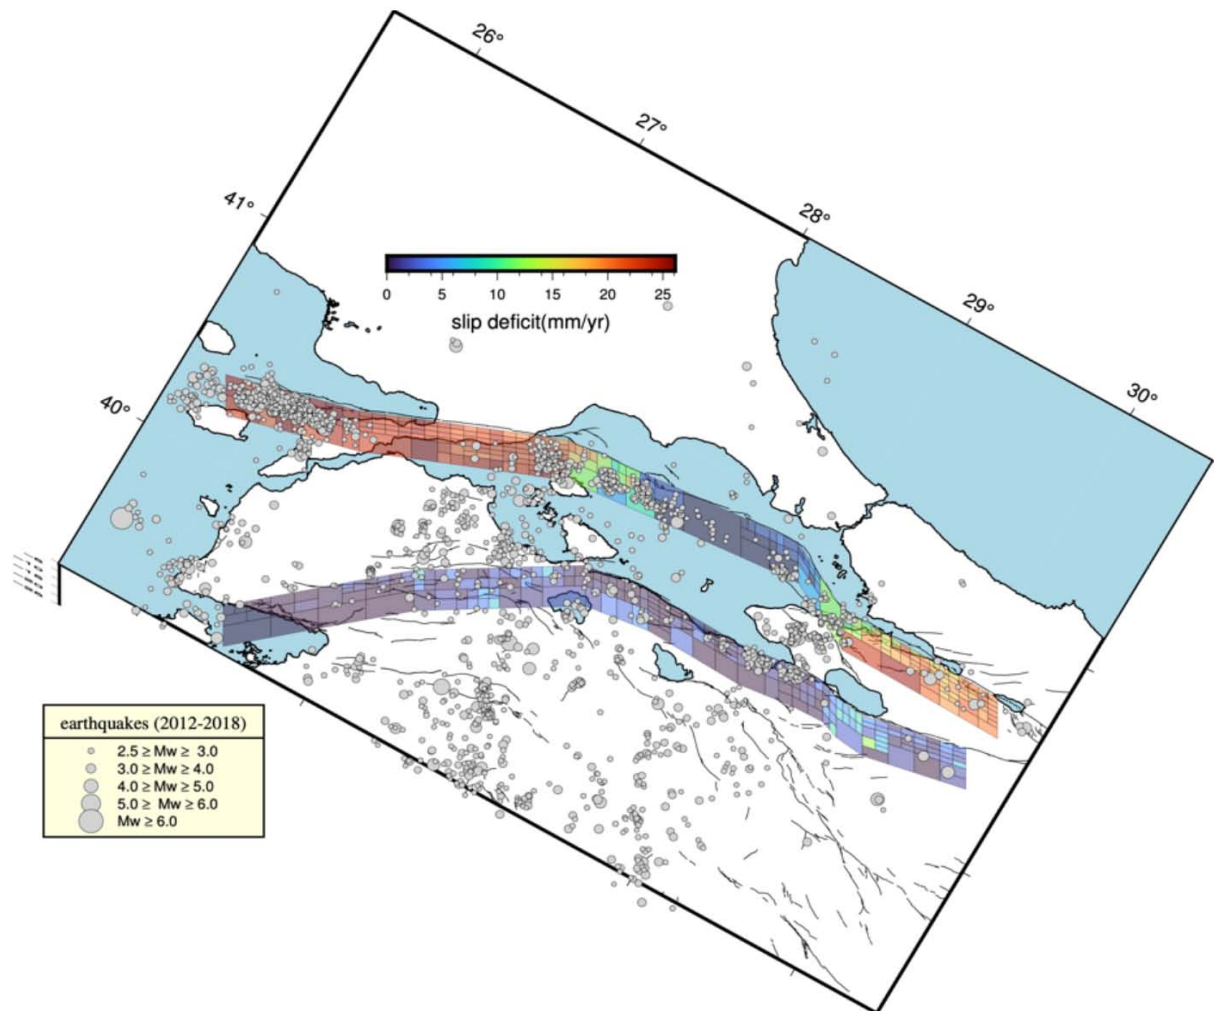 26°
27°
28°
29°
30°
41°
40°
0 5 10 15 20 25
slip deficit(mm/yr)
earthquakes (2012-2018)
2.5 ≥ Mw ≥ 3.0
3.0 ≥ Mw ≥ 4.0
4.0 ≥ Mw ≥ 5.0
5.0 ≥ Mw ≥ 6.0
Mw ≥ 6.0